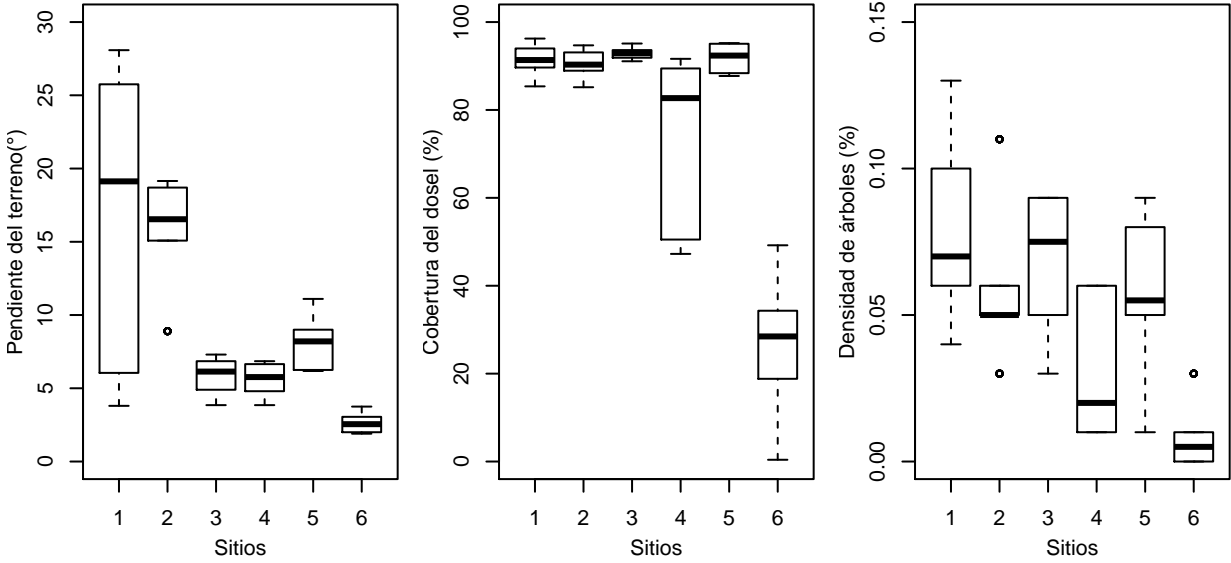 Pendiente del terreno(°)
30
25
20
15
10
5
0
1 2 3 4 5 6
Sitios
Cobertura del dosel (%)
100
80
60
40
20
0
1 2 3 4 5 6
Sitios
Densidad de árboles (%)
0.15
0.10
0.05
0.00
1 2 3 4 5 6
Sitios